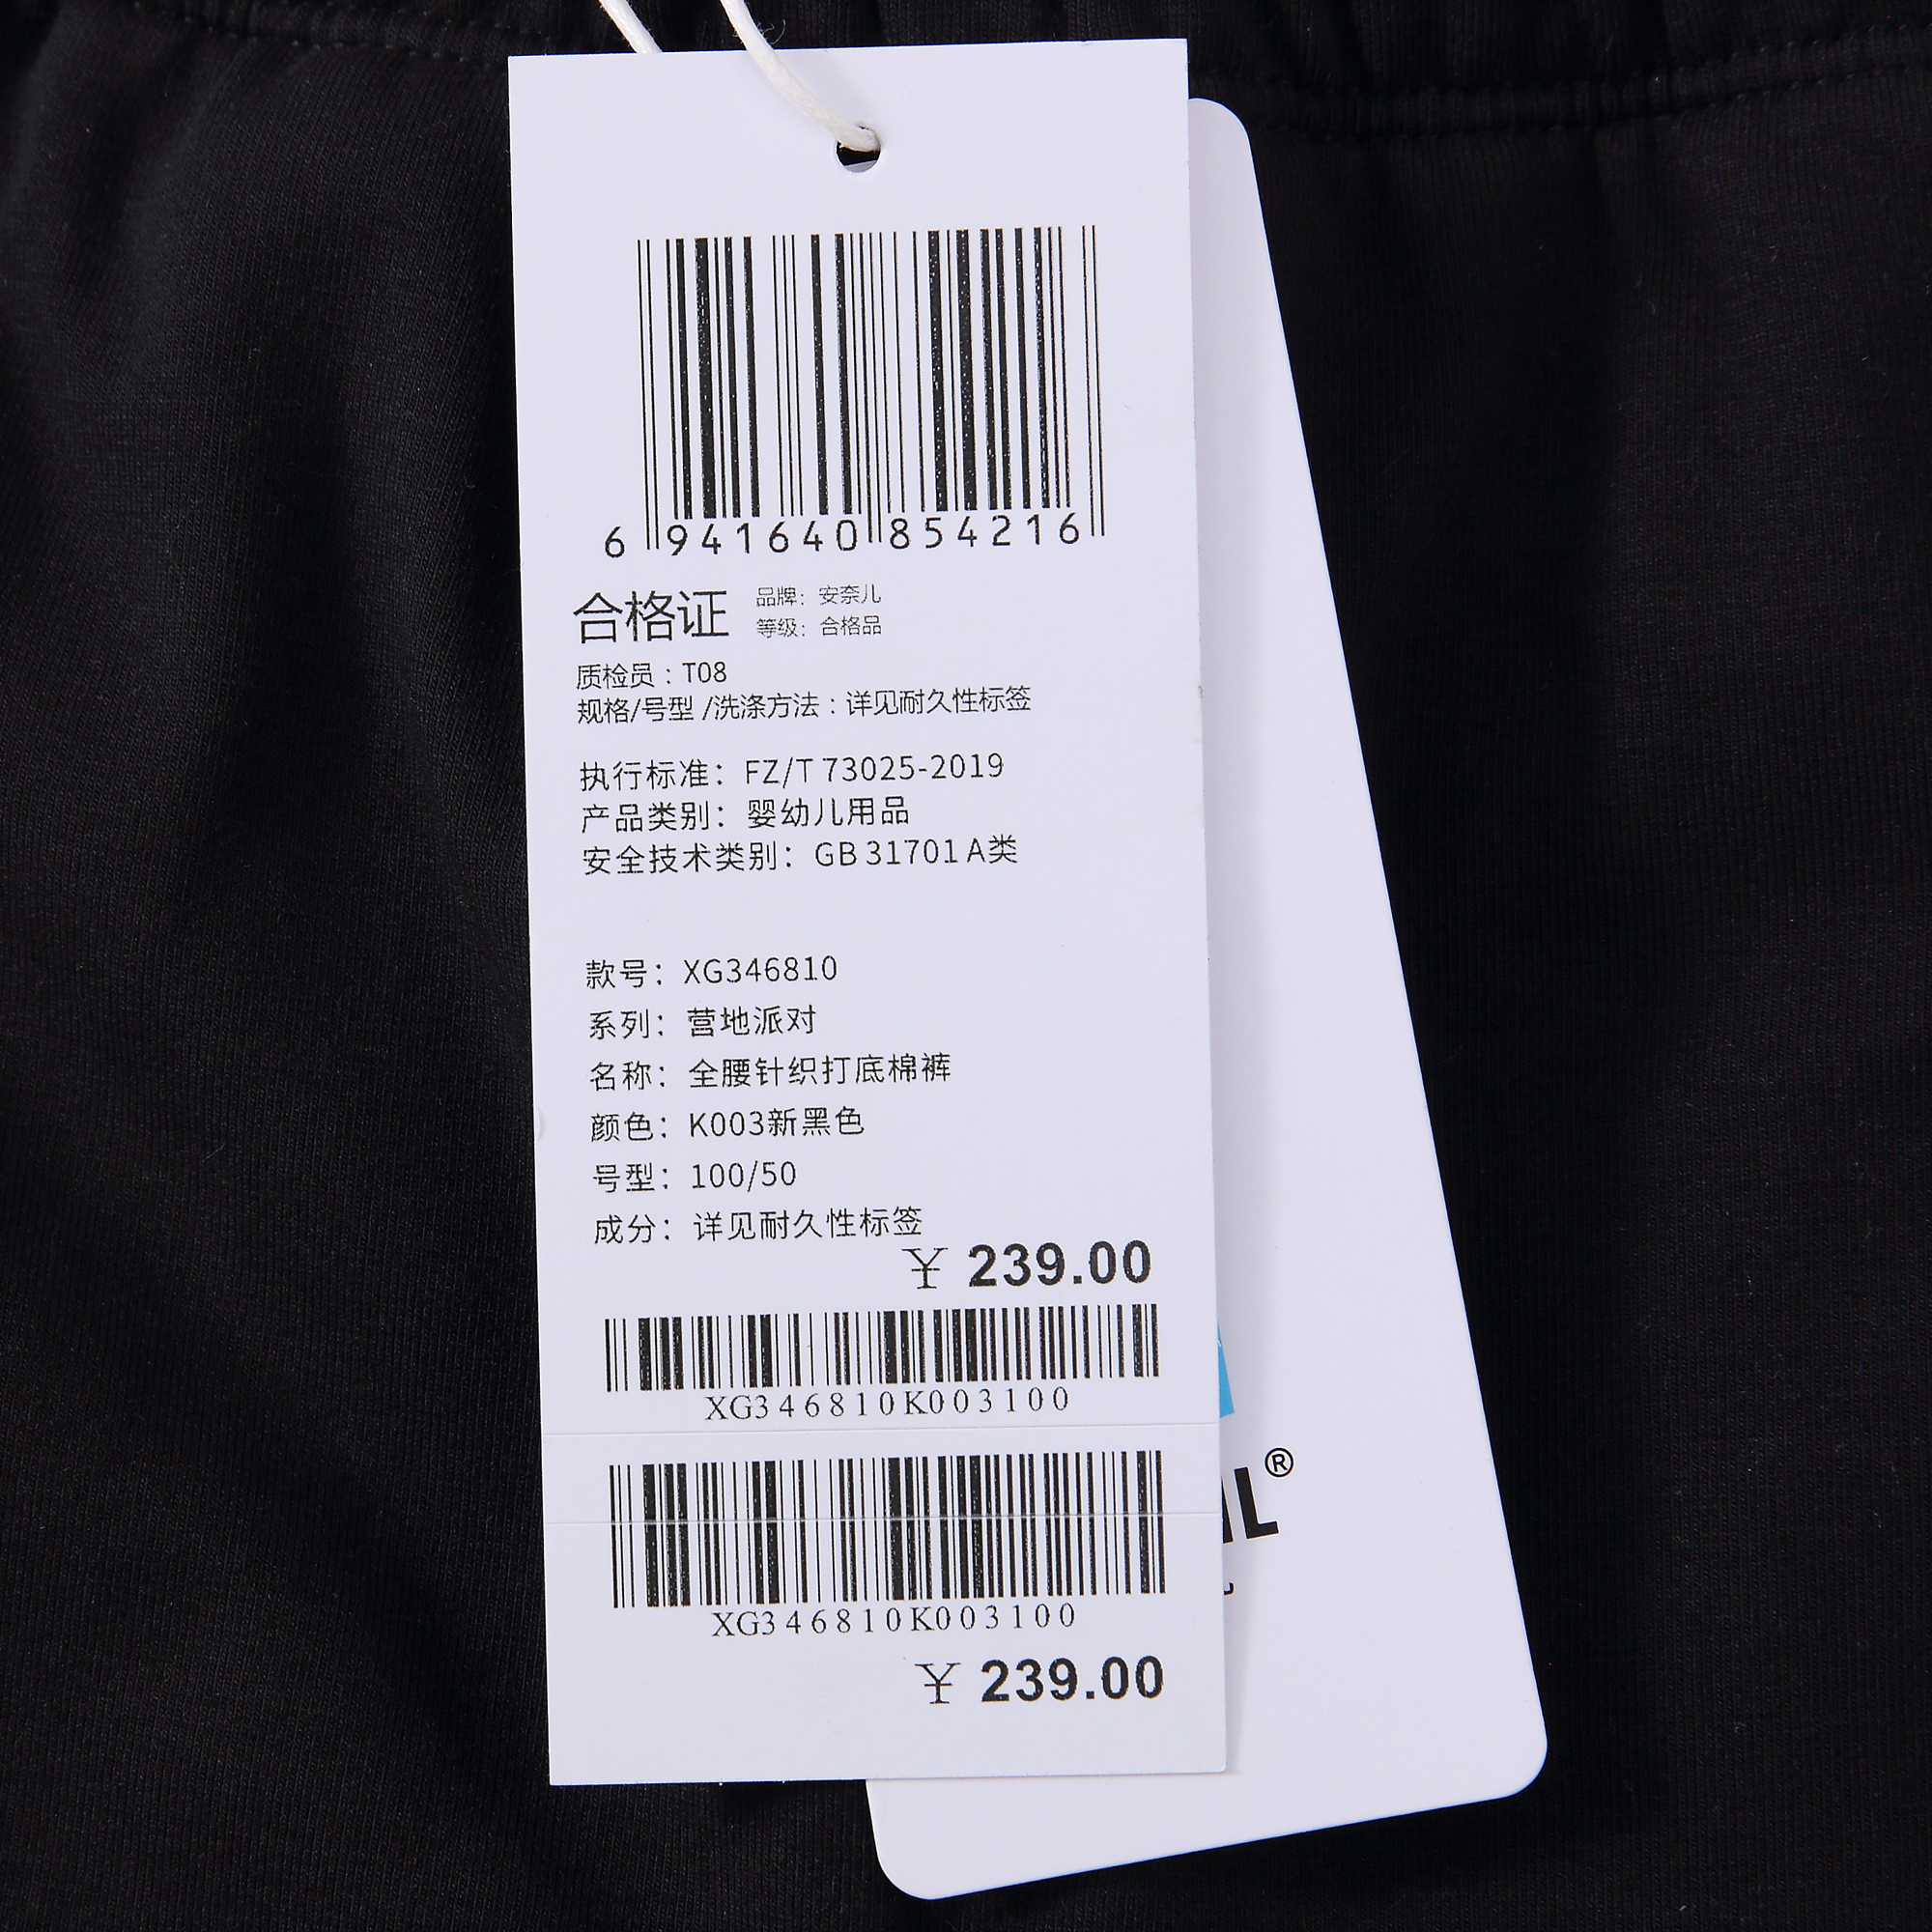 6 941640 854216
合格证
品牌：安奈儿
等级：合格品
质检员：T08
规格/号型 /洗涤方法：详见耐久性标签
执行标准：FZ/T 73025-2019
产品类别：婴幼儿用品
安全技术类别：GB 31701 A类
款号：XG346810
系列：营地派对
名称：全腰针织打底棉裤
颜色：K003新黑色
号型：100/50
成分：详见耐久性标签
¥ 239.00
XG346810K003100
XG346810K003100
¥ 239.00
IL®